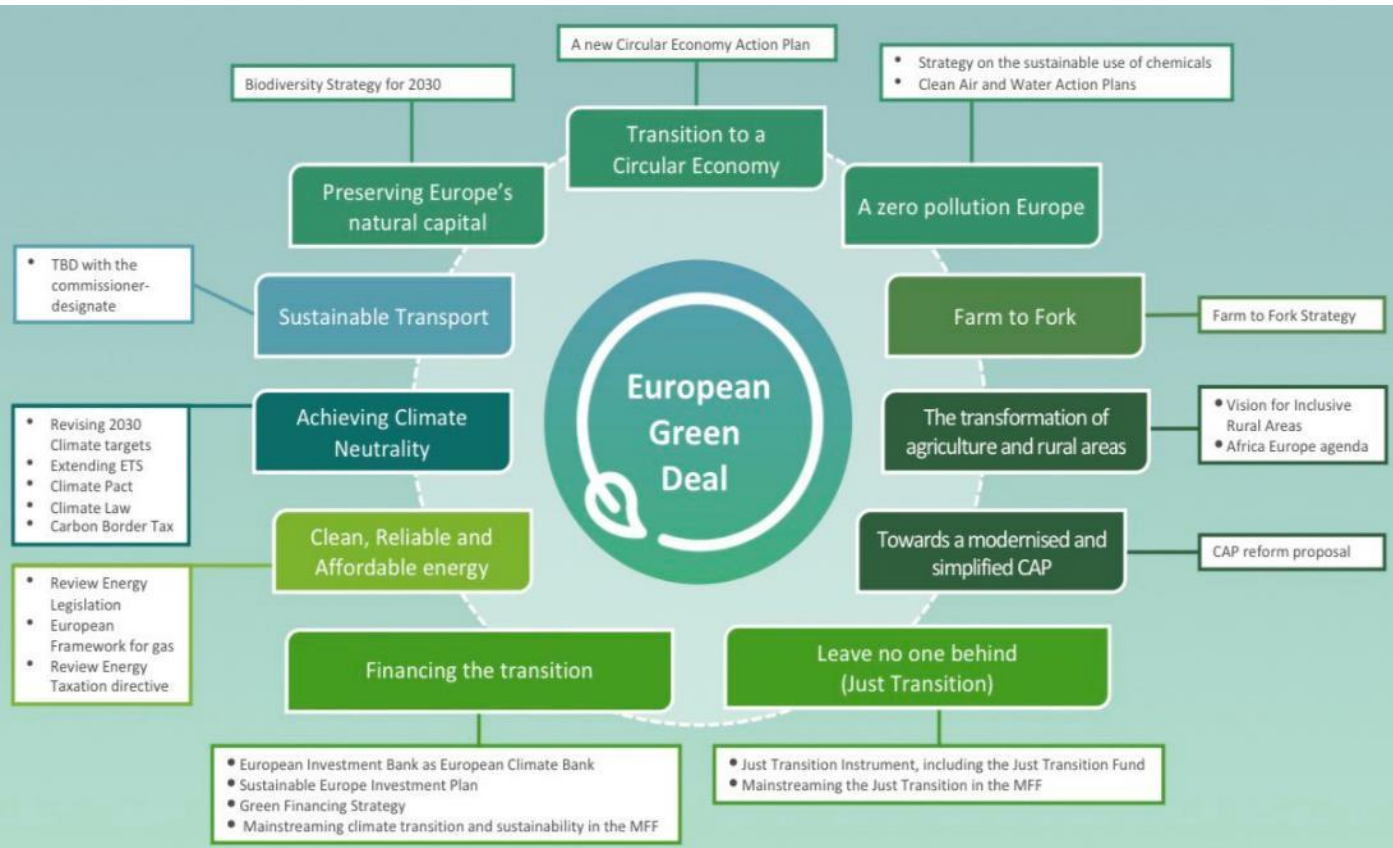 A new Circular Economy Action Plan
• Strategy on the sustainable use of chemicals
• Clean Air and Water Action Plans
Biodiversity Strategy for 2030
Transition to a
Circular Economy
Preserving Europe's
natural capital
A zero pollution Europe
• TBD with the
commissioner-
designate
Sustainable Transport
Farm to Fork
Farm to Fork Strategy
European
Green
Deal
• Revising 2030
Climate targets
• Extending ETS
• Climate Pact
• Climate Law
• Carbon Border Tax
Achieving Climate
Neutrality
The transformation of
agriculture and rural areas
• Vision for Inclusive
Rural Areas
• Africa Europe agenda
Clean, Reliable and
Affordable energy
Towards a modernised and
simplified CAP
CAP reform proposal
• Review Energy
Legislation
• European
Framework for gas
• Review Energy
Taxation directive
Financing the transition
Leave no one behind
(Just Transition)
• European Investment Bank as European Climate Bank
• Sustainable Europe Investment Plan
• Green Financing Strategy
• Mainstreaming climate transition and sustainability in the MFF
• Just Transition Instrument, including the Just Transition Fund
• Mainstreaming the Just Transition in the MFF